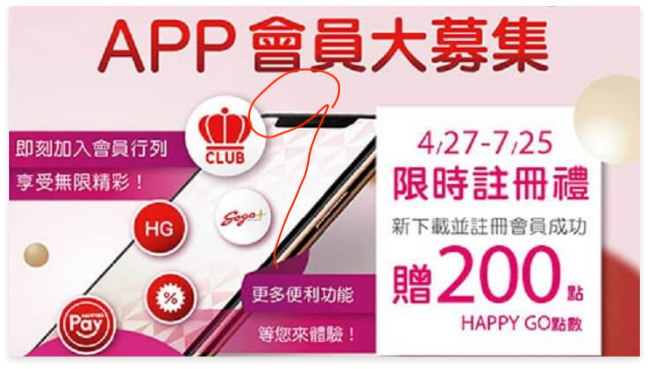 APP 會員大募集
即刻加入會員行列
享受無限精彩！
CLUB
HG
Sogo+
%
HAPPY GO
Pay
更多便利功能
等您來體驗！
4/27-7/25
限時註冊禮
新下載並註冊會員成功
贈200點
HAPPY GO點數